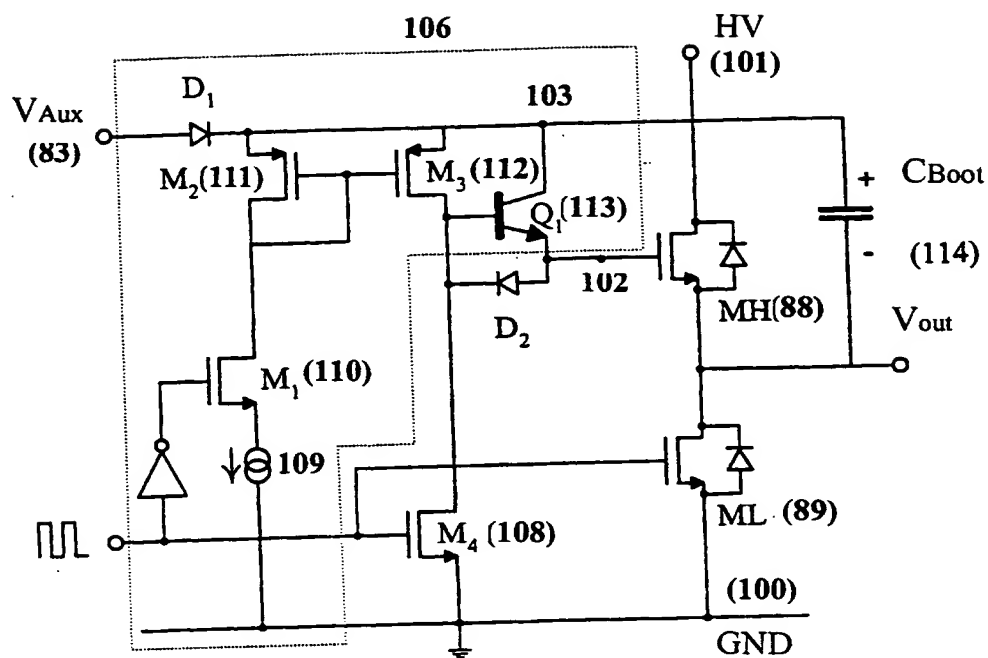 106
HV
(101)
D1
VAux
(83)
103
M2(111)
M3(112)
Q1(113)
+
CBoot
-
(114)
102
D2
MH(88)
Vout
M1(110)
109
ML (89)
M4(108)
(100)
GND